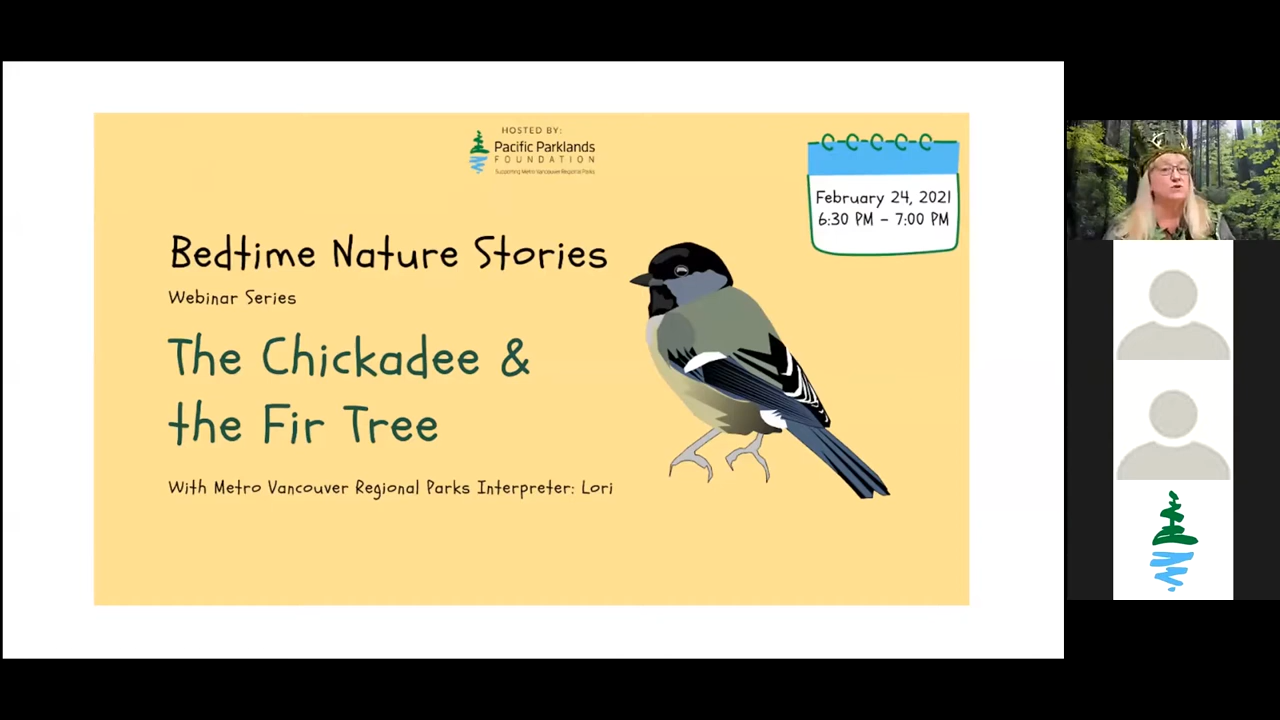 HOSTED BY:
Pacific Parklands
FOUNDATION
Supporting Metro Vancouver Regional Parks
February 24, 2021
6:30 PM - 7:00 PM
Bedtime Nature Stories
Webinar Series
The Chickadee &
the Fir Tree
With Metro Vancouver Regional Parks Interpreter: Lori